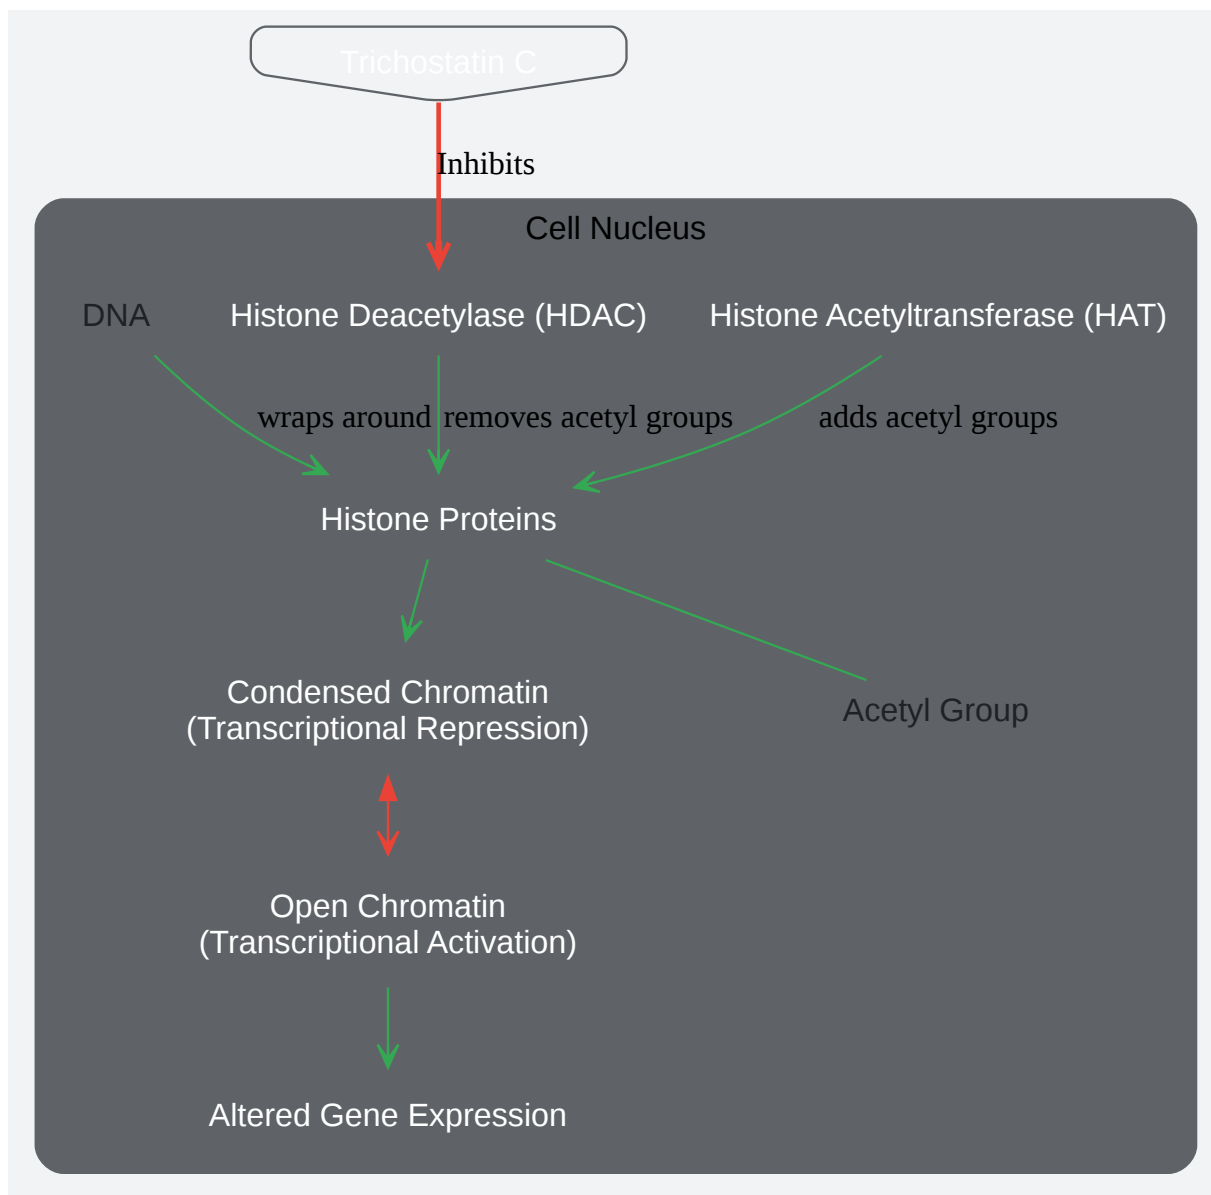 Trichostatin C
Inhibits
Cell Nucleus
DNA
Histone Deacetylase (HDAC)
Histone Acetyltransferase (HAT)
wraps around
removes acetyl groups
adds acetyl groups
Histone Proteins
Condensed Chromatin
(Transcriptional Repression)
Acetyl Group
Open Chromatin
(Transcriptional Activation)
Altered Gene Expression